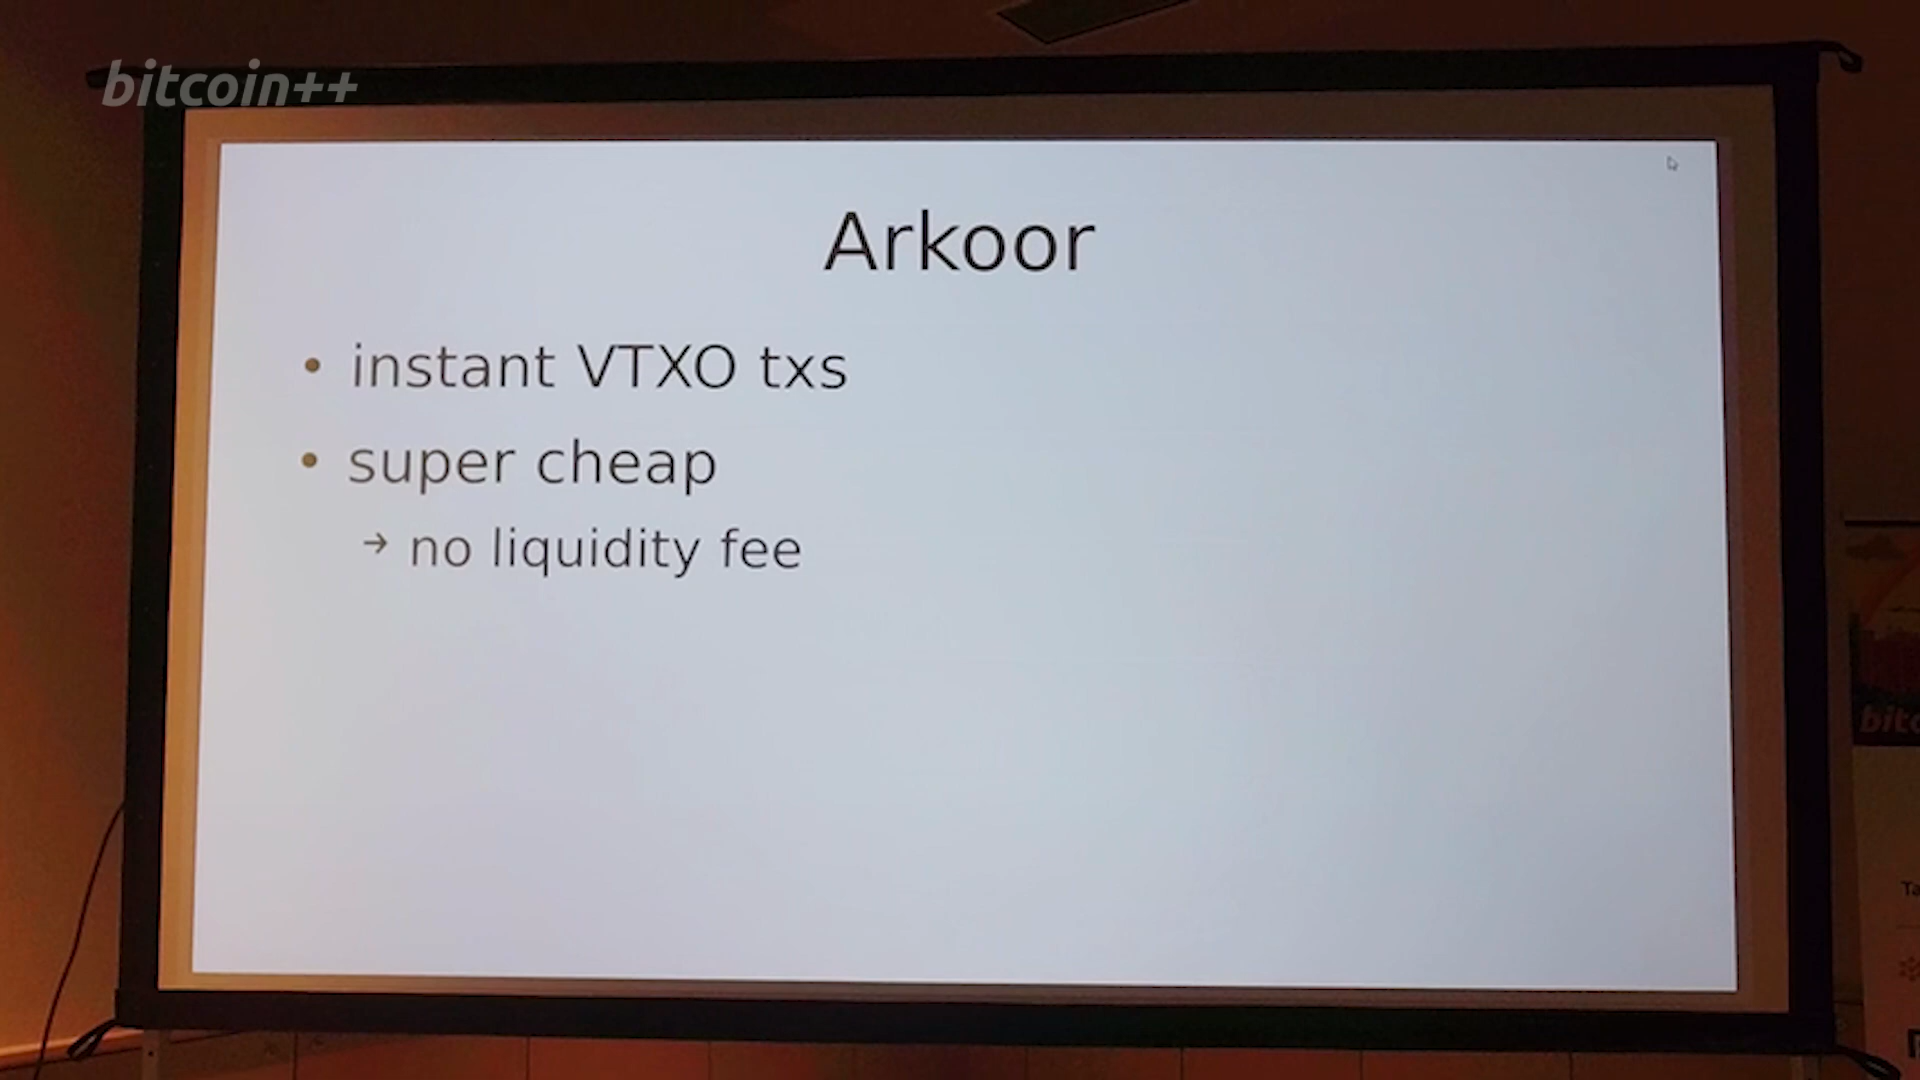 bitcoin++
Arkoor
• instant VTXO txs
• super cheap
→ no liquidity fee